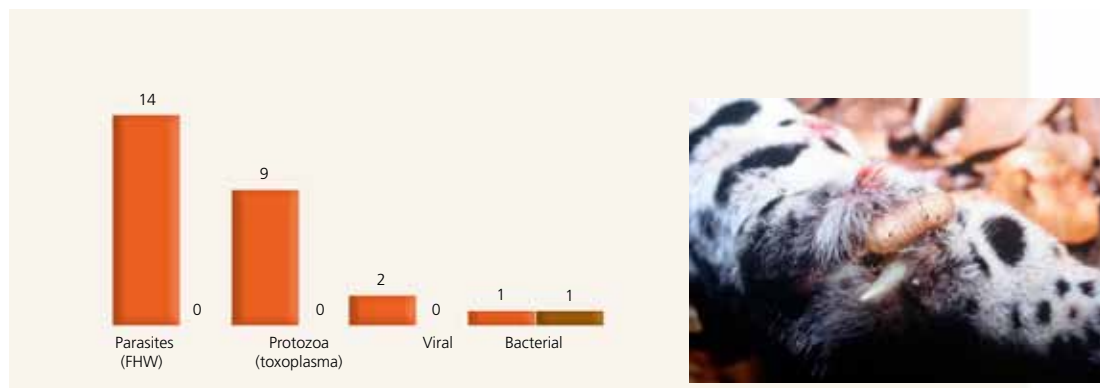 14
0
9
0
2
0
1 1
Parasites
(FHW)
Protozoa
(toxoplasma)
Viral
Bacterial